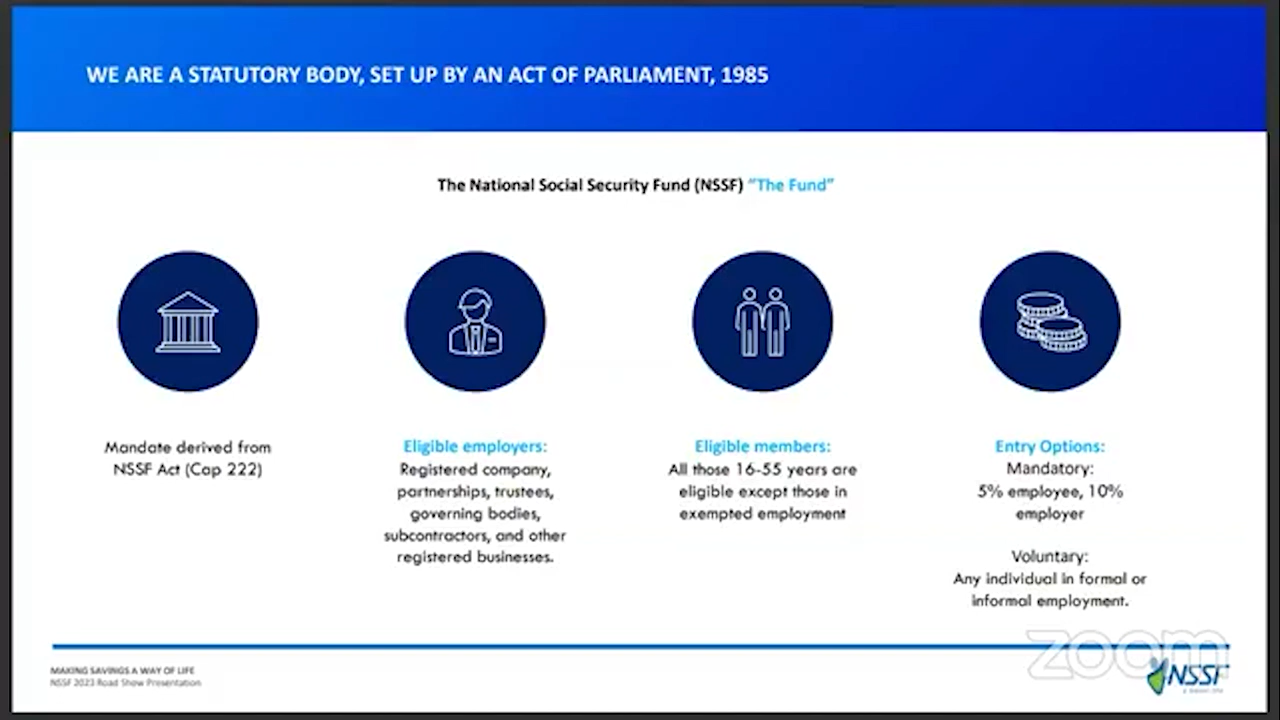 WE ARE A STATUTORY BODY, SET UP BY AN ACT OF PARLIAMENT, 1985
The National Social Security Fund (NSSF) “The Fund”
Mandate derived from
NSSF Act (Cap 222)
Eligible employers:
Registered company,
partnerships, trustees,
governing bodies,
subcontractors, and other
registered businesses.
Eligible members:
All those 16-55 years are
eligible except those in
exempted employment
Entry Options:
Mandatory:
5% employee, 10%
employer
Voluntary:
Any individual in formal or
informal employment.
MAKING SAVINGS A WAY OF LIFE
NSSF 2023 Road Show Presentation
zoom
NSSF